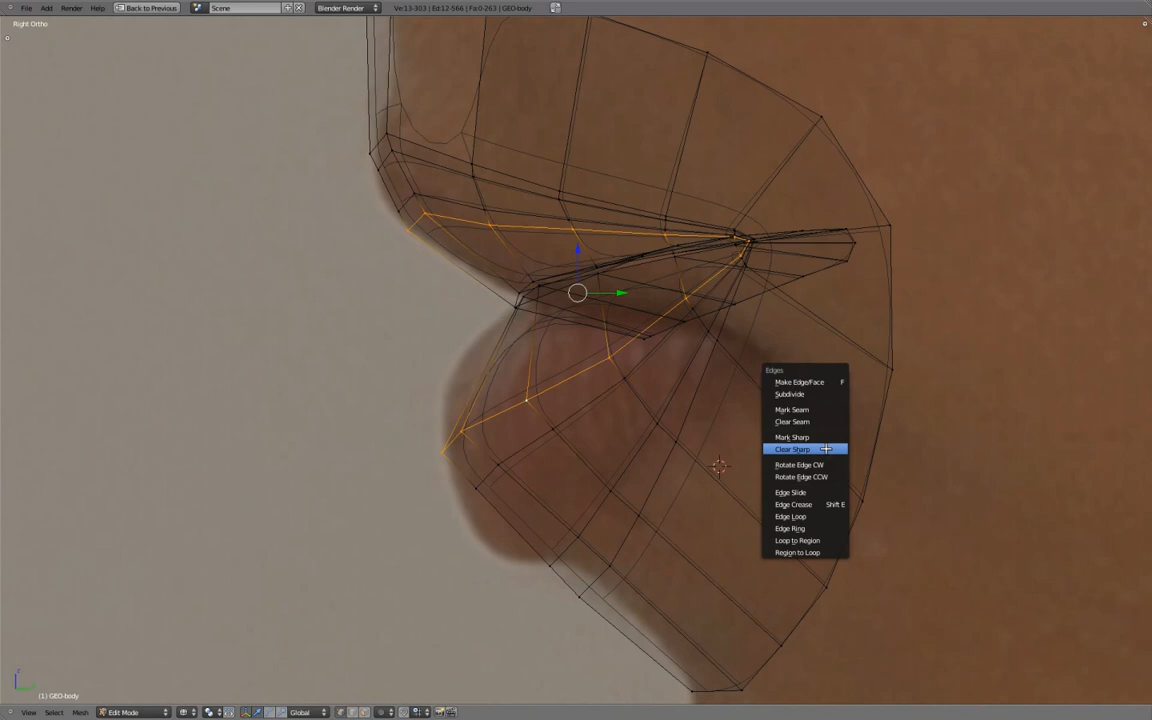 File Add Render Help Back to Previous Scene Blender Render Ve:13-303 | Ed:12-566 | Fa:0-263 | GEO-body
Right Ortho
Edges
Make Edge/Face F
Subdivide
Mark Seam
Clear Seam
Mark Sharp
Clear Sharp
Rotate Edge CW
Rotate Edge CCW
Edge Slide
Edge Crease Shift E
Edge Loop
Edge Ring
Loop to Region
Region to Loop
z
(1) GEO-body
View Select Mesh Edit Mode Global